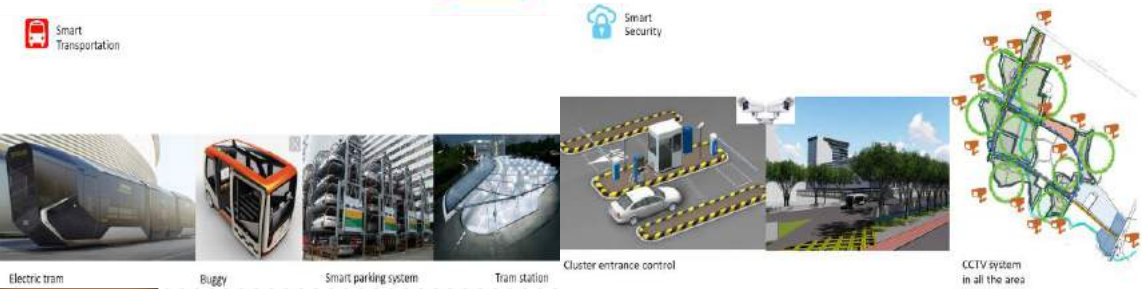 Smart
Transportation
Electric tram
Buggy
Smart parking system
Tram station
Smart
Security
Cluster entrance control
CCTV system
in all the area